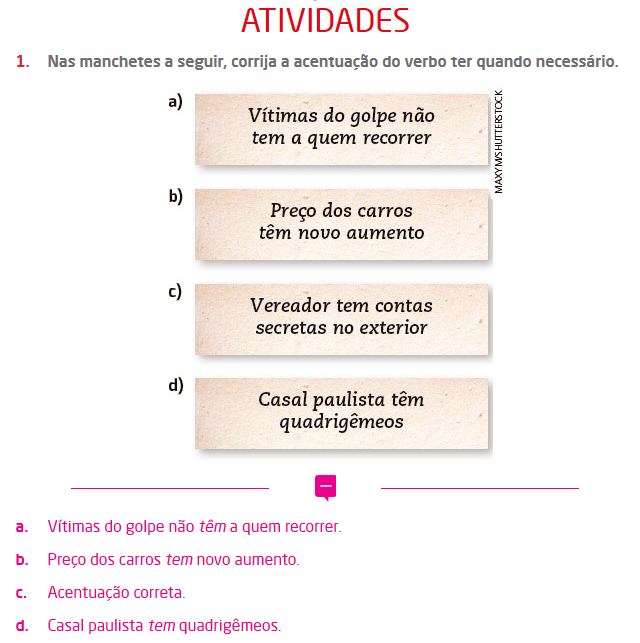 ATIVIDADES
1. Nas manchetes a seguir, corrija a acentuação do verbo ter quando necessário.
a)
Vítimas do golpe não
tem a quem recorrer
MAXYM/SHUTTERSTOCK
b)
Preço dos carros
têm novo aumento
c)
Vereador tem contas
secretas no exterior
d)
Casal paulista têm
quadrigêmeos
a. Vítimas do golpe não têm a quem recorrer.
b. Preço dos carros tem novo aumento.
c. Acentuação correta.
d. Casal paulista tem quadrigêmeos.